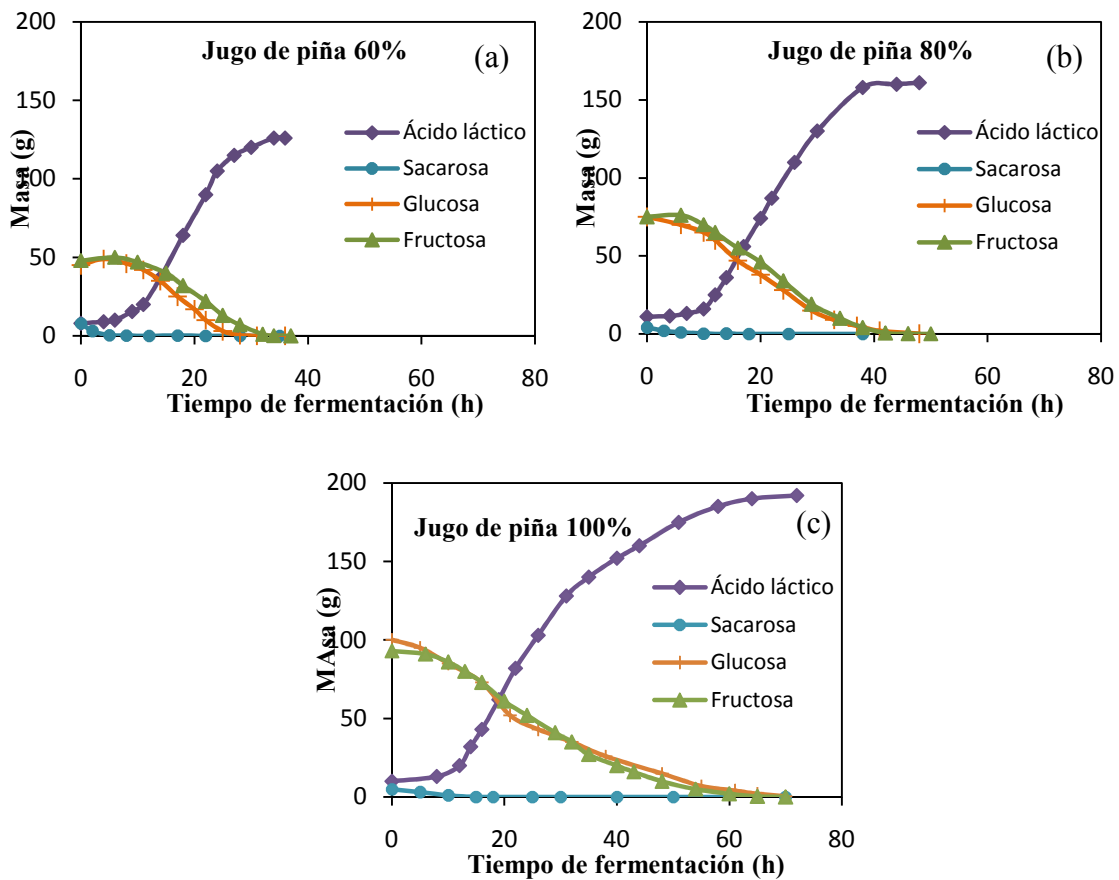 Jugo de piña 60%
(a)
Masa (g)
200
150
100
50
0
Ácido láctico
Sacarosa
Glucosa
Fructosa
0 20 40 60 80
Tiempo de fermentación (h)
Jugo de piña 80%
(b)
Masa (g)
200
150
100
50
0
Ácido láctico
Sacarosa
Glucosa
Fructosa
0 20 40 60 80
Tiempo de fermentación (h)
Jugo de piña 100%
(c)
MAsa (g)
200
150
100
50
0
Ácido láctico
Sacarosa
Glucosa
Fructosa
0 20 40 60 80
Tiempo de fermentación (h)